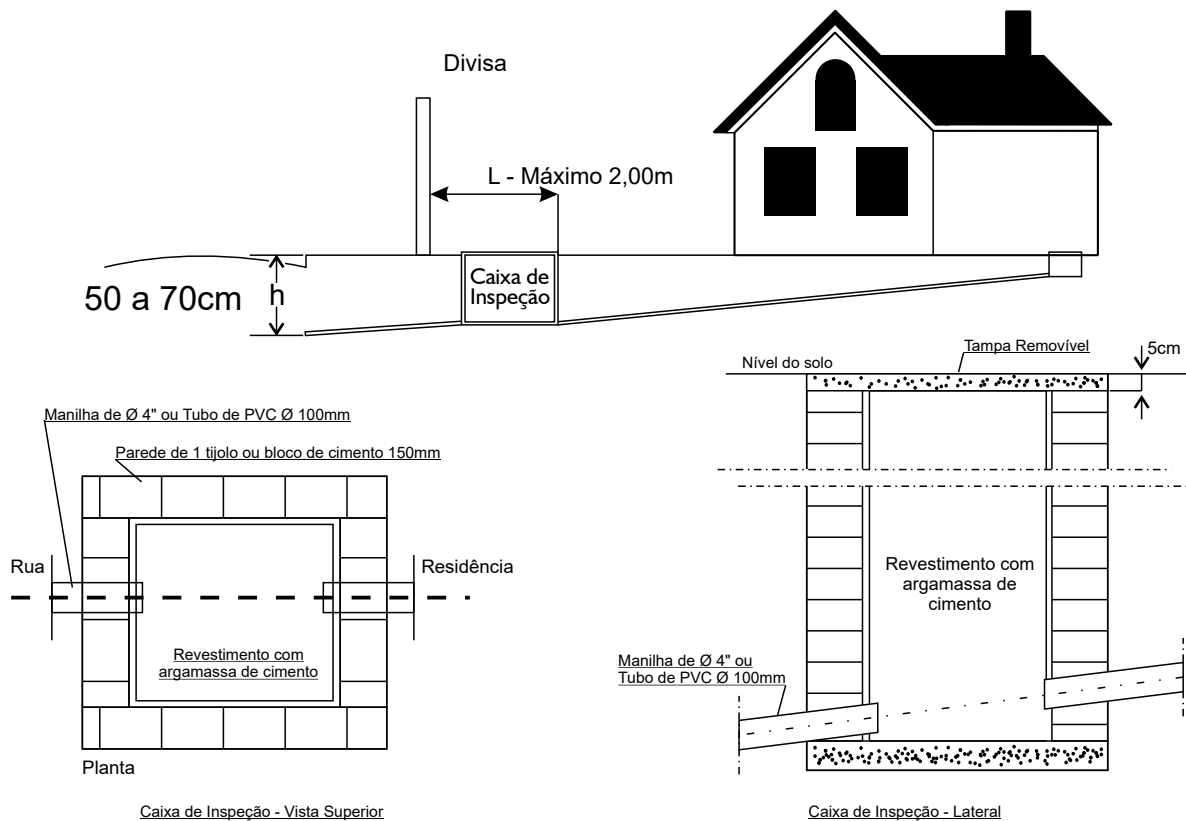 Divisa
L - Máximo 2,00m
50 a 70cm
h
Caixa de
Inspeção
Nível do solo
Tampa Removível
5cm
Manilha de Ø 4" ou Tubo de PVC Ø 100mm
Parede de 1 tijolo ou bloco de cimento 150mm
Rua
Residência
Revestimento com
argamassa de cimento
Planta
Caixa de Inspeção - Vista Superior
Revestimento com
argamassa de
cimento
Manilha de Ø 4" ou
Tubo de PVC Ø 100mm
Caixa de Inspeção - Lateral